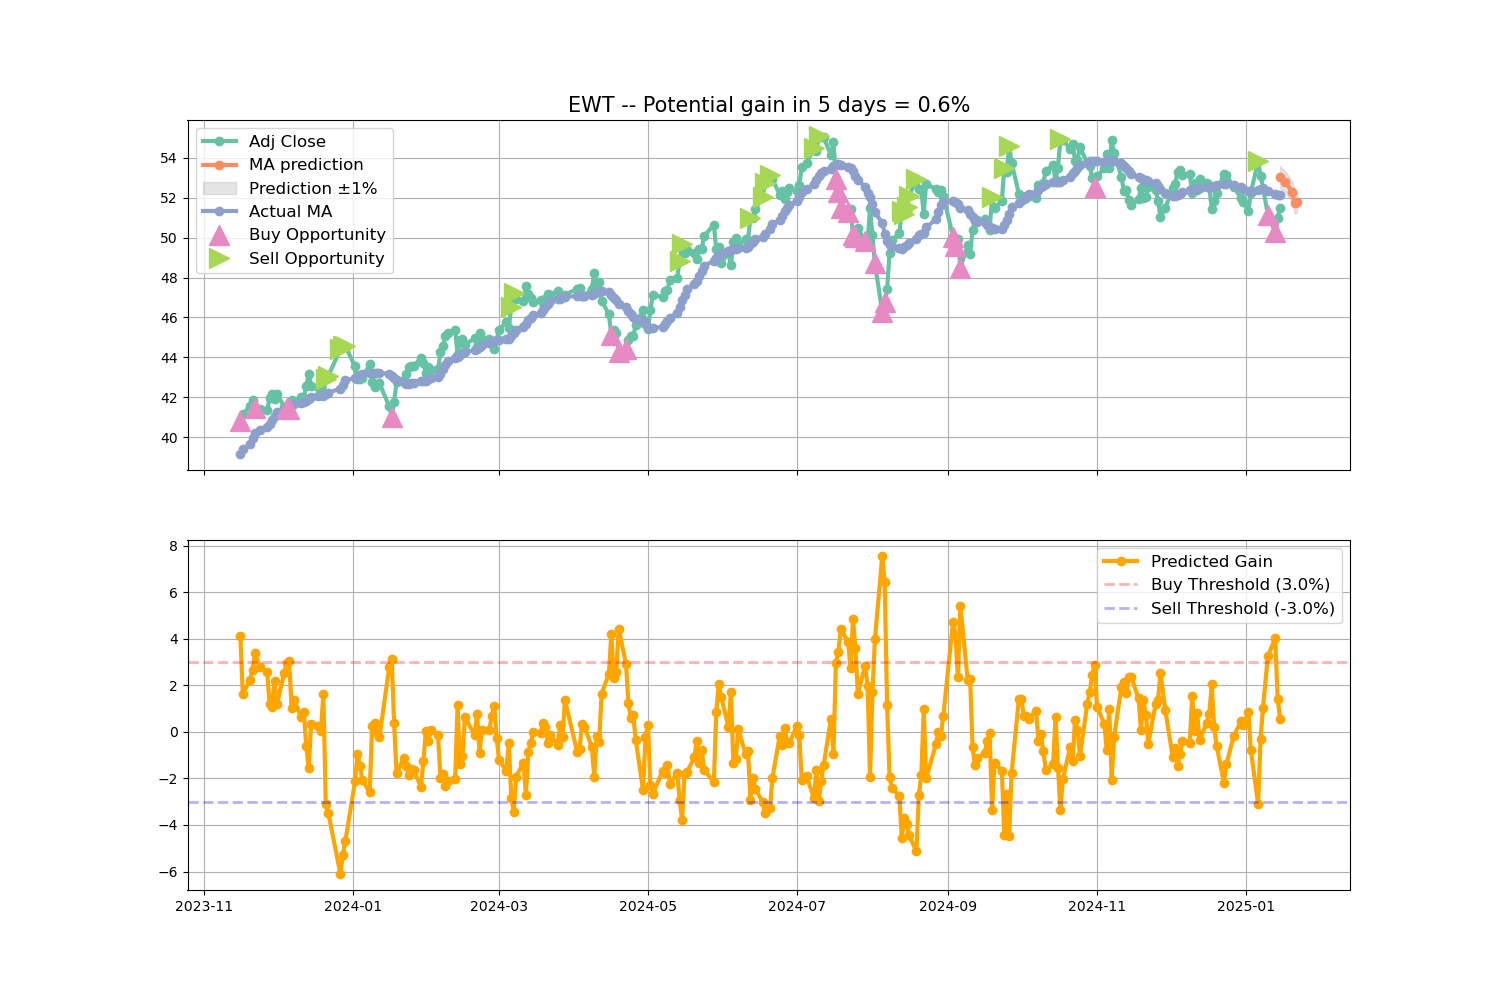 EWT -- Potential gain in 5 days = 0.6%
Adj Close
MA prediction
Prediction ±1%
Actual MA
Buy Opportunity
Sell Opportunity
54
52
50
48
46
44
42
40
Predicted Gain
Buy Threshold (3.0%)
Sell Threshold (-3.0%)
8
6
4
2
0
−2
−4
−6
2023-11 2024-01 2024-03 2024-05 2024-07 2024-09 2024-11 2025-01